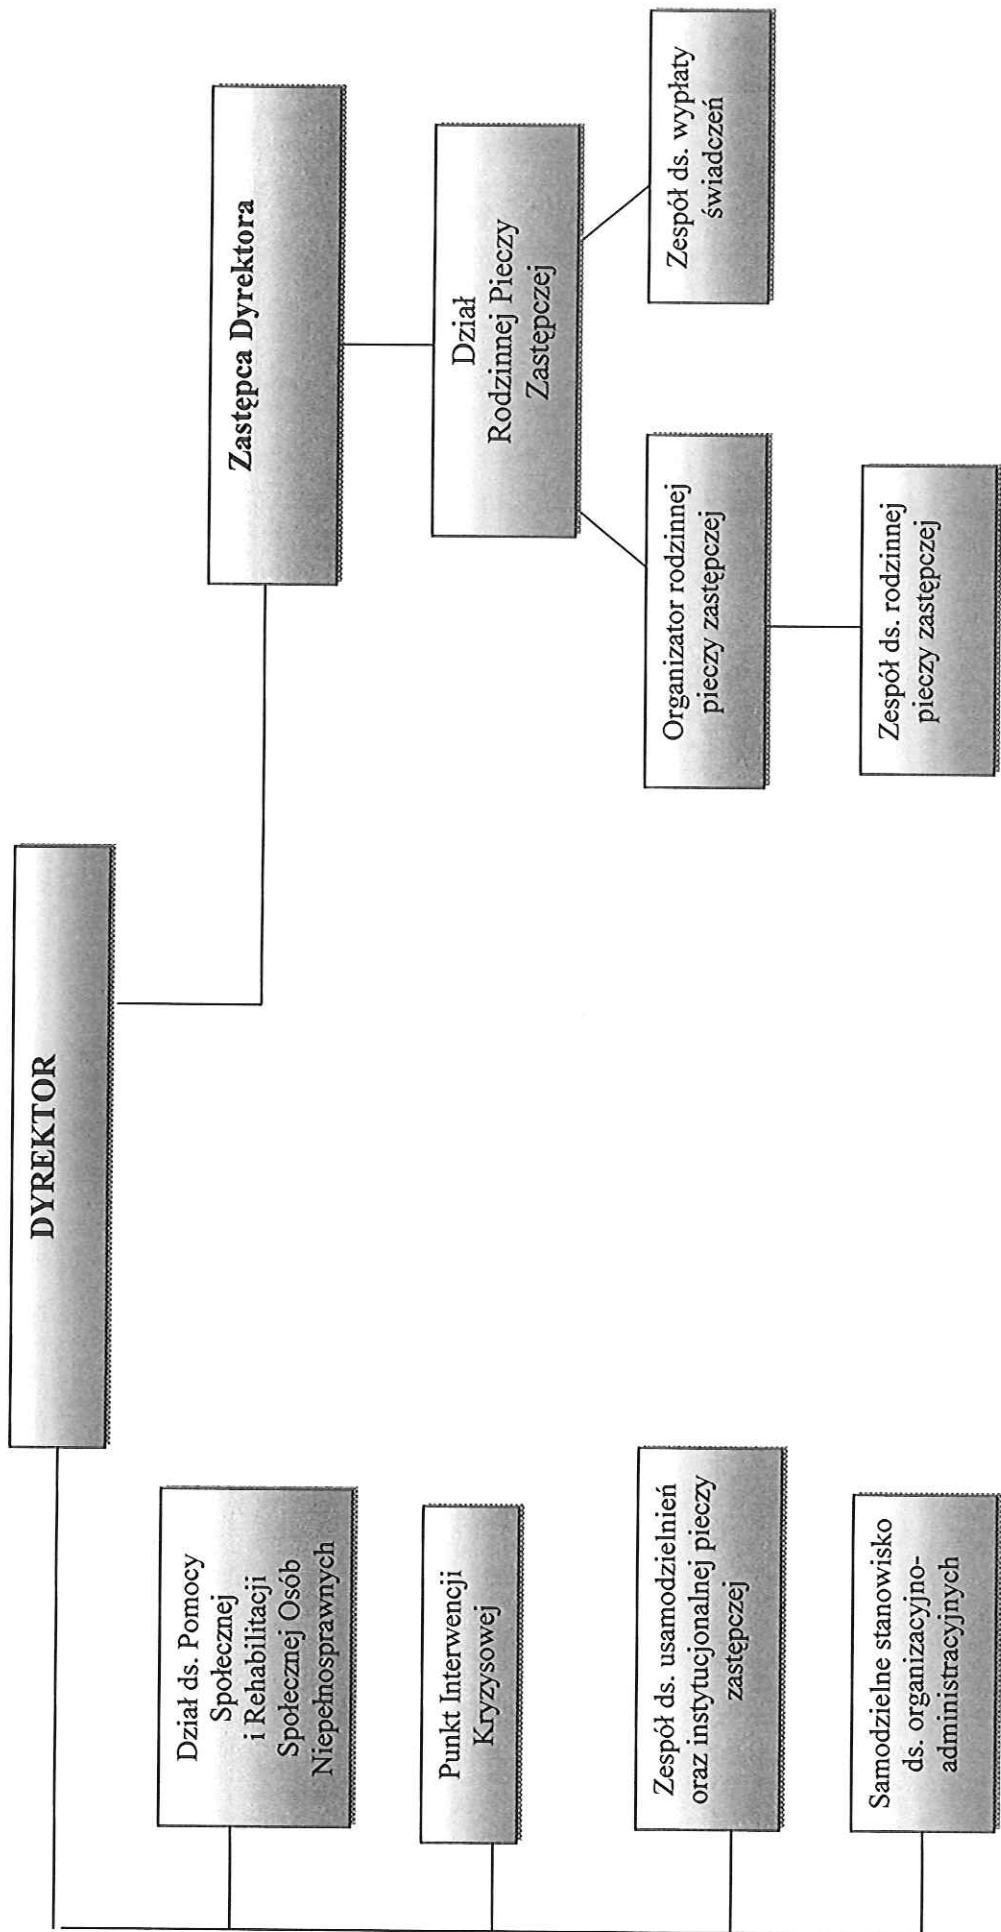 DYREKTOR
Zastępca Dyrektora
Dział
Rodzinnej Pieczy
Zastępczej
Organizator rodzinnej
pieczy zastępczej
Zespół ds. wypłaty
świadczeń
Zespół ds. rodzinnej
pieczy zastępczej
Dział ds. Pomocy
Społecznej
i Rehabilitacji
Społecznej Osób
Niepełnosprawnych
Punkt Interwencji
Kryzysowej
Zespół ds. usamodzielnień
oraz instytucjonalnej pieczy
zastępczej
Samodzielne stanowisko
ds. organizacyjno-
administracyjnych